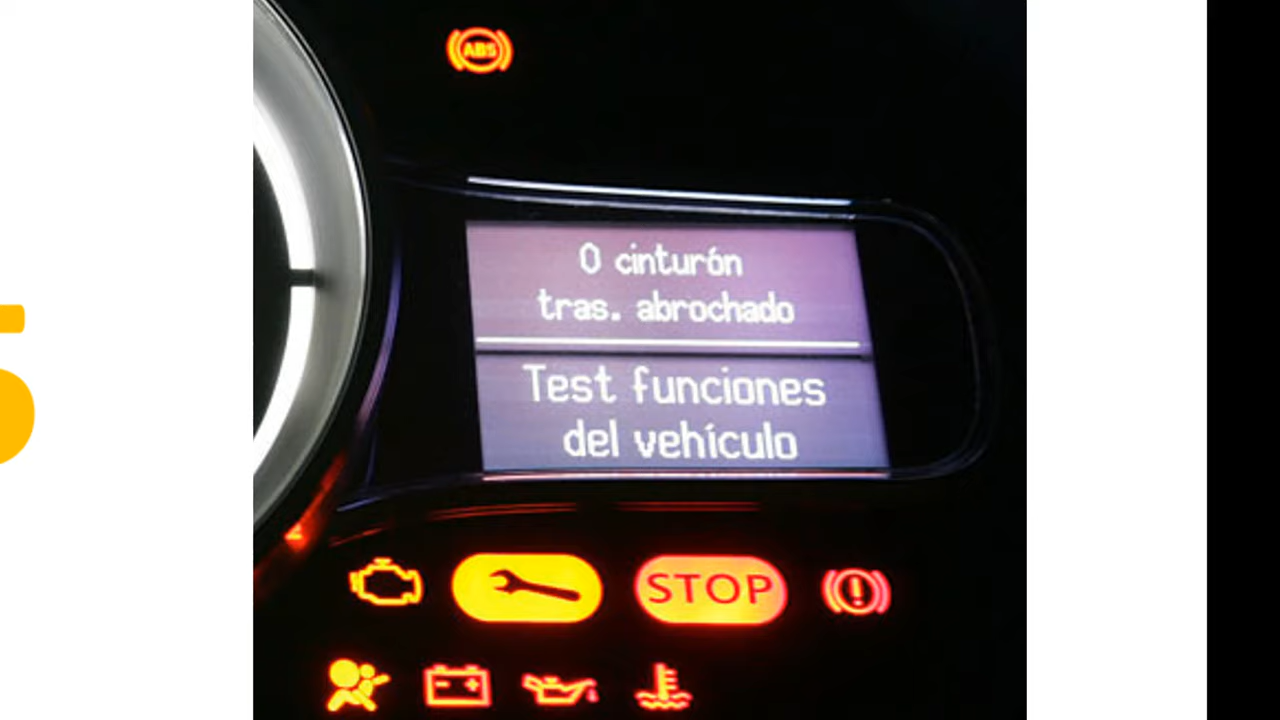 ABS
0 cinturón
tras. abrochado
Test funciones
del vehículo
STOP